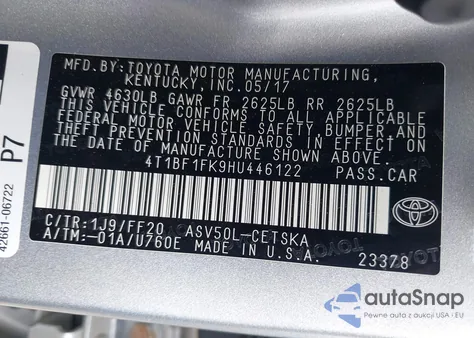 MFD.BY:TOYOTA MOTOR MANUFACTURING,
KENTUCKY,INC.05/17
GVWR 4630LB GAWR FR 2625LB RR 2625LB
THIS VEHICLE CONFORMS TO ALL APPLICABLE
FEDERAL MOTOR VEHICLE SAFETY,BUMPER,AND
THEFT PREVENTION STANDARDS IN EFFECT ON
THE DATE OF MANUFACTURE SHOWN ABOVE.
4T1BF1FK9HU446122 PASS.CAR
C/TR:1J9/FF20 ASV50L-CETSKA
A/TM:-01A/U760E MADE IN U.S.A.
23378
TOYOTA
P7
42661-06722
autoSnap
Pewne auta z ubezpieczalni USA i EU